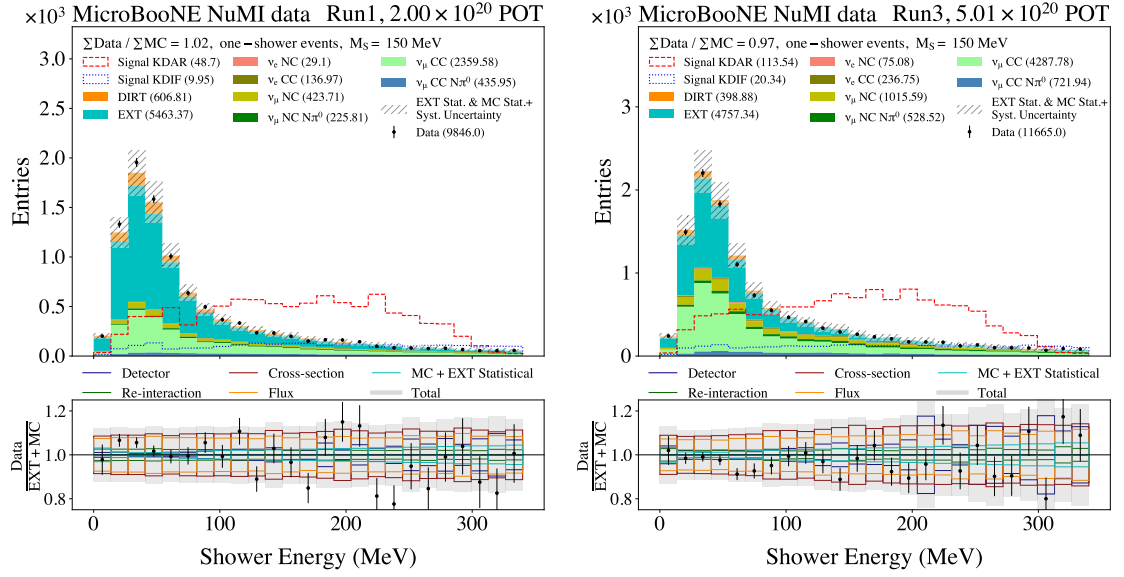 ×10³ MicroBooNE NuMI data Run1, 2.00 × 10²⁰ POT
ΣData / ΣMC = 1.02, one−shower events, M_S = 150 MeV
Signal KDAR (48.7)
Signal KDIF (9.95)
DIRT (606.81)
EXT (5463.37)
ν_e NC (29.1)
ν_e CC (136.97)
ν_μ NC (423.71)
ν_μ NC Nπ⁰ (225.81)
ν_μ CC (2359.58)
ν_μ CC Nπ⁰ (435.95)
EXT Stat. & MC Stat.+
Syst. Uncertainty
Data (9846.0)
Entries
3.0
2.5
2.0
1.5
1.0
0.5
0.0
Detector
Cross-section
MC + EXT Statistical
Re-interaction
Flux
Total
Data
EXT+MC
1.2
1.0
0.8
0
100
200
300
Shower Energy (MeV)
×10³ MicroBooNE NuMI data Run3, 5.01 × 10²⁰ POT
ΣData / ΣMC = 0.97, one−shower events, M_S = 150 MeV
Signal KDAR (113.54)
Signal KDIF (20.34)
DIRT (398.88)
EXT (4757.34)
ν_e NC (75.08)
ν_e CC (236.75)
ν_μ NC (1015.59)
ν_μ NC Nπ⁰ (528.52)
ν_μ CC (4287.78)
ν_μ CC Nπ⁰ (721.94)
EXT Stat. & MC Stat.+
Syst. Uncertainty
Data (11665.0)
Entries
3
2
1
0
Detector
Cross-section
MC + EXT Statistical
Re-interaction
Flux
Total
Data
EXT+MC
1.2
1.0
0.8
0
100
200
300
Shower Energy (MeV)